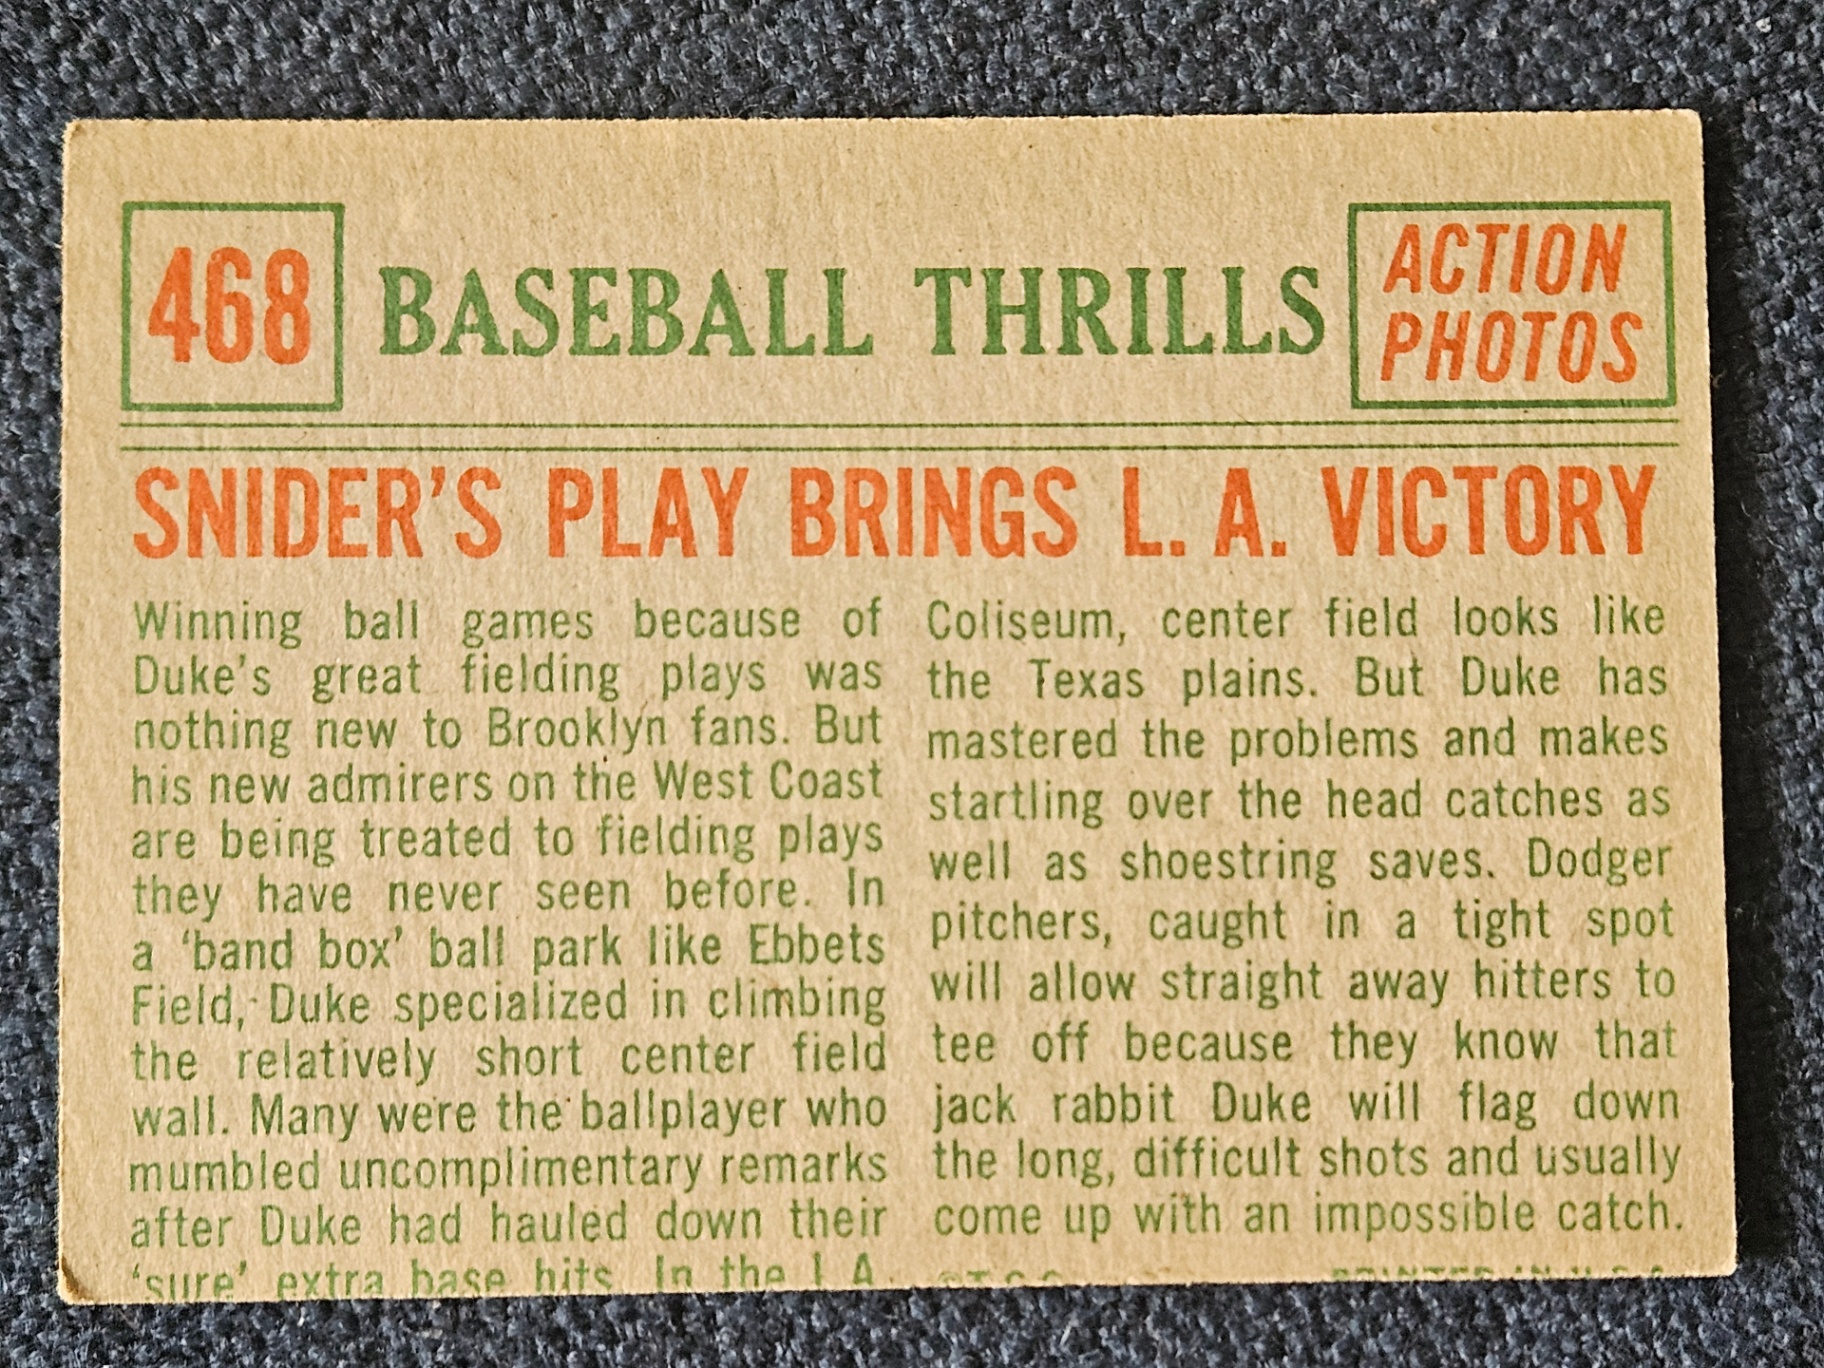 468
BASEBALL THRILLS
ACTION
PHOTOS
SNIDER'S PLAY BRINGS L. A. VICTORY
Winning ball games because of
Duke's great fielding plays was
nothing new to Brooklyn fans. But
his new admirers on the West Coast
are being treated to fielding plays
they have never seen before. In
a 'band box' ball park like Ebbets
Field, Duke specialized in climbing
the relatively short center field
wall. Many were the ballplayer who
mumbled uncomplimentary remarks
after Duke had hauled down their
'sure' extra base hits. In the L.A.
Coliseum, center field looks like
the Texas plains. But Duke has
mastered the problems and makes
startling over the head catches as
well as shoestring saves. Dodger
pitchers, caught in a tight spot
will allow straight away hitters to
tee off because they know that
jack rabbit Duke will flag down
the long, difficult shots and usually
come up with an impossible catch.
©T.C.G. PRINTED IN U.S.A.